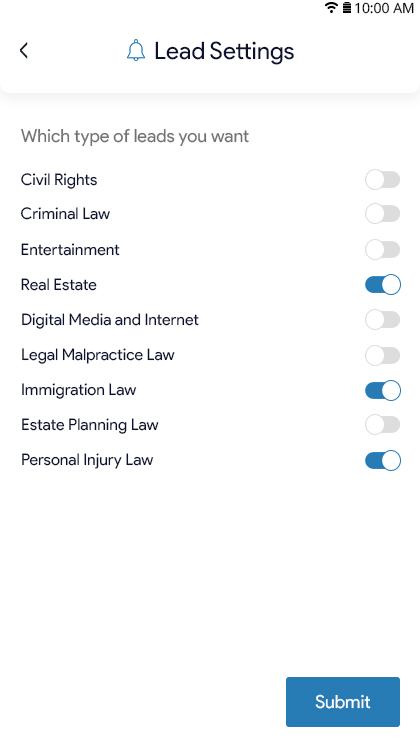 10:00 AM
Lead Settings
Which type of leads you want
Civil Rights
Criminal Law
Entertainment
Real Estate
Digital Media and Internet
Legal Malpractice Law
Immigration Law
Estate Planning Law
Personal Injury Law
Submit